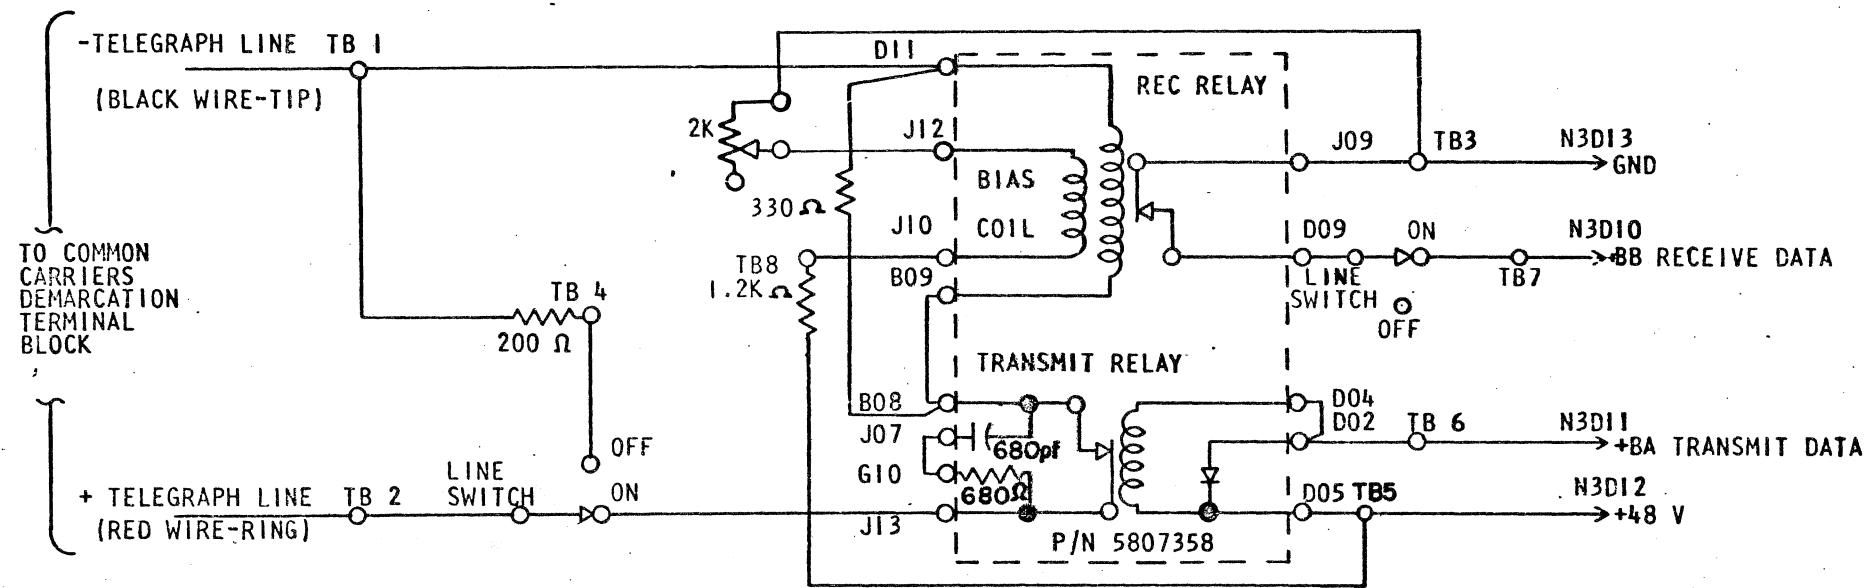 -TELEGRAPH LINE TB 1
(BLACK WIRE-TIP)
TO COMMON
CARRIERS
DEMARCATION
TERMINAL
BLOCK
+ TELEGRAPH LINE TB 2
(RED WIRE-RING)
LINE
SWITCH
OFF
ON
TB 4
200 Ω
2K
330 Ω
TB8
1.2K Ω
D11
J12
J10
B09
B08
J07
G10
J13
REC RELAY
BIAS
COIL
TRANSMIT RELAY
680pf
680Ω
P/N 5807358
J09 TB3 N3D13
GND
D09 ON N3D10
LINE
SWITCH
OFF
TB7
+BB RECEIVE DATA
D04
D02 TB 6 N3D11
+BA TRANSMIT DATA
D05 TB5 N3D12
+48 V